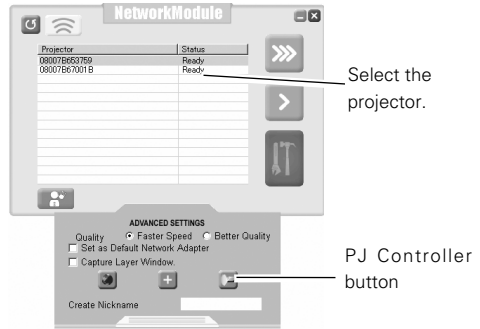 NetworkModule
Projector Status
08007B653759 Ready
08007B67001B Ready
Select the
projector.
ADVANCED SETTINGS
Quality Faster Speed Better Quality
Set as Default Network Adapter
Capture Layer Window.
PJ Controller
button
Create Nickname